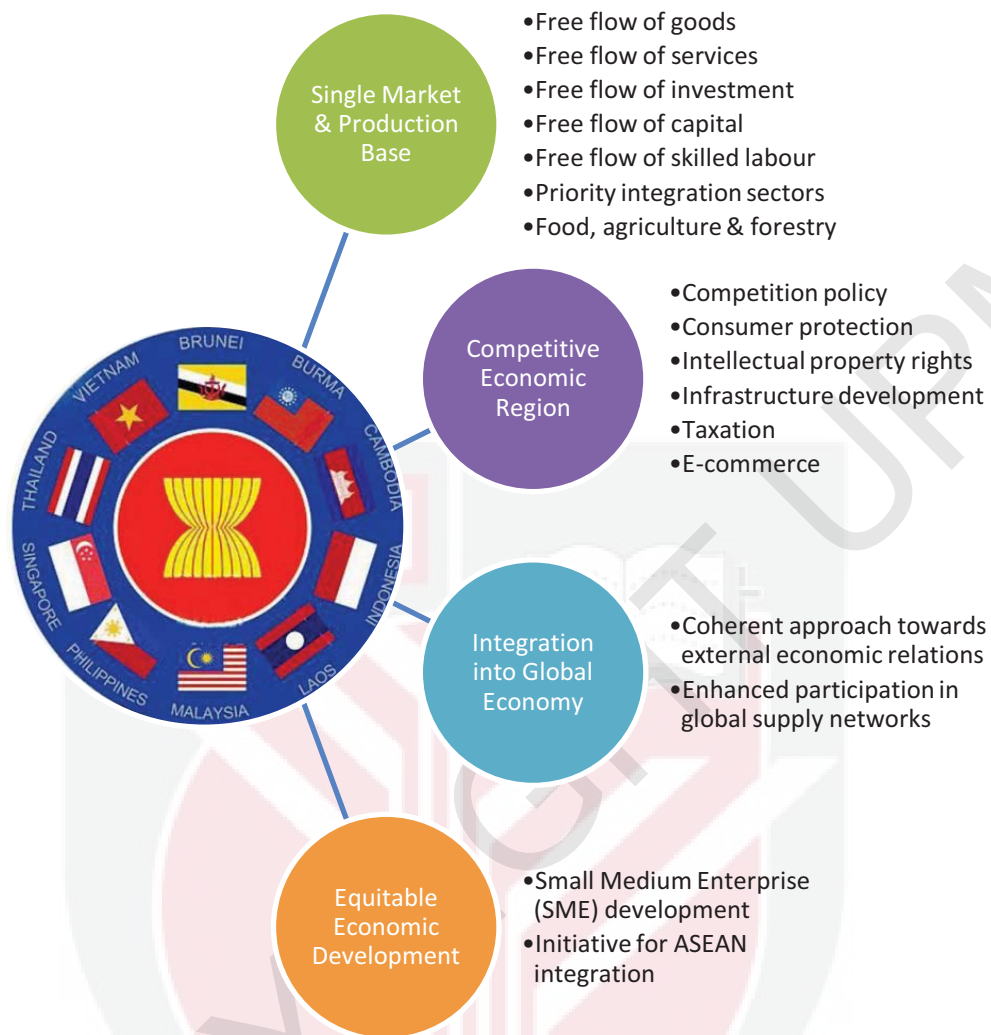 Single Market
& Production
Base
•Free flow of goods
•Free flow of services
•Free flow of investment
•Free flow of capital
•Free flow of skilled labour
•Priority integration sectors
•Food, agriculture & forestry
Competitive
Economic
Region
•Competition policy
•Consumer protection
•Intellectual property rights
•Infrastructure development
•Taxation
•E-commerce
BRUNEI
BURMA
CAMBODIA
INDONESIA
LAOS
MALAYSIA
PHILIPPINES
SINGAPORE
THAILAND
VIETNAM
Integration
into Global
Economy
•Coherent approach towards
external economic relations
•Enhanced participation in
global supply networks
Equitable
Economic
Development
•Small Medium Enterprise
(SME) development
•Initiative for ASEAN
integration
UPM